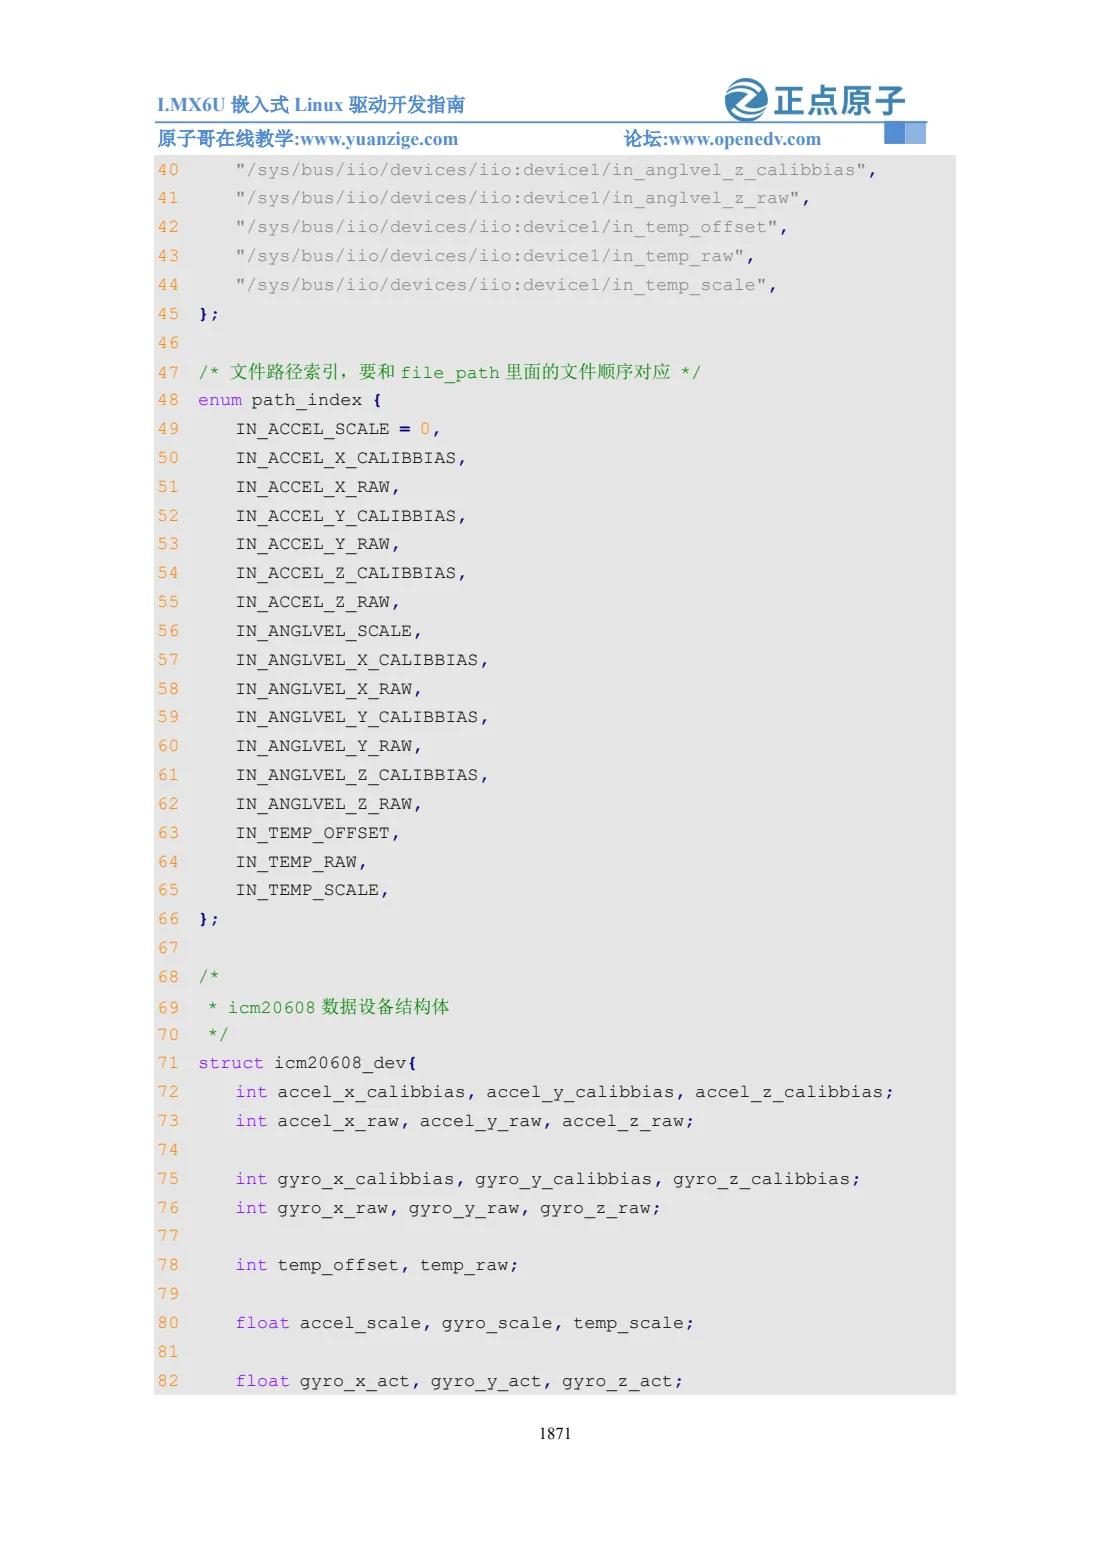 I.MX6U 嵌入式 Linux 驱动开发指南
正点原子
原子哥在线教学:www.yuanzige.com 论坛:www.openedv.com
40 "/sys/bus/iio/devices/iio:device1/in_anglvel_z_calibbias",
41 "/sys/bus/iio/devices/iio:device1/in_anglvel_z_raw",
42 "/sys/bus/iio/devices/iio:device1/in_temp_offset",
43 "/sys/bus/iio/devices/iio:device1/in_temp_raw",
44 "/sys/bus/iio/devices/iio:device1/in_temp_scale",
45 };
46
47 /* 文件路径索引，要和 file_path 里面的文件顺序对应 */
48 enum path_index {
49 IN_ACCEL_SCALE = 0,
50 IN_ACCEL_X_CALIBBIAS,
51 IN_ACCEL_X_RAW,
52 IN_ACCEL_Y_CALIBBIAS,
53 IN_ACCEL_Y_RAW,
54 IN_ACCEL_Z_CALIBBIAS,
55 IN_ACCEL_Z_RAW,
56 IN_ANGLVEL_SCALE,
57 IN_ANGLVEL_X_CALIBBIAS,
58 IN_ANGLVEL_X_RAW,
59 IN_ANGLVEL_Y_CALIBBIAS,
60 IN_ANGLVEL_Y_RAW,
61 IN_ANGLVEL_Z_CALIBBIAS,
62 IN_ANGLVEL_Z_RAW,
63 IN_TEMP_OFFSET,
64 IN_TEMP_RAW,
65 IN_TEMP_SCALE,
66 };
67
68 /*
69 * icm20608 数据设备结构体
70 */
71 struct icm20608_dev{
72 int accel_x_calibbias, accel_y_calibbias, accel_z_calibbias;
73 int accel_x_raw, accel_y_raw, accel_z_raw;
74
75 int gyro_x_calibbias, gyro_y_calibbias, gyro_z_calibbias;
76 int gyro_x_raw, gyro_y_raw, gyro_z_raw;
77
78 int temp_offset, temp_raw;
79
80 float accel_scale, gyro_scale, temp_scale;
81
82 float gyro_x_act, gyro_y_act, gyro_z_act;
1871